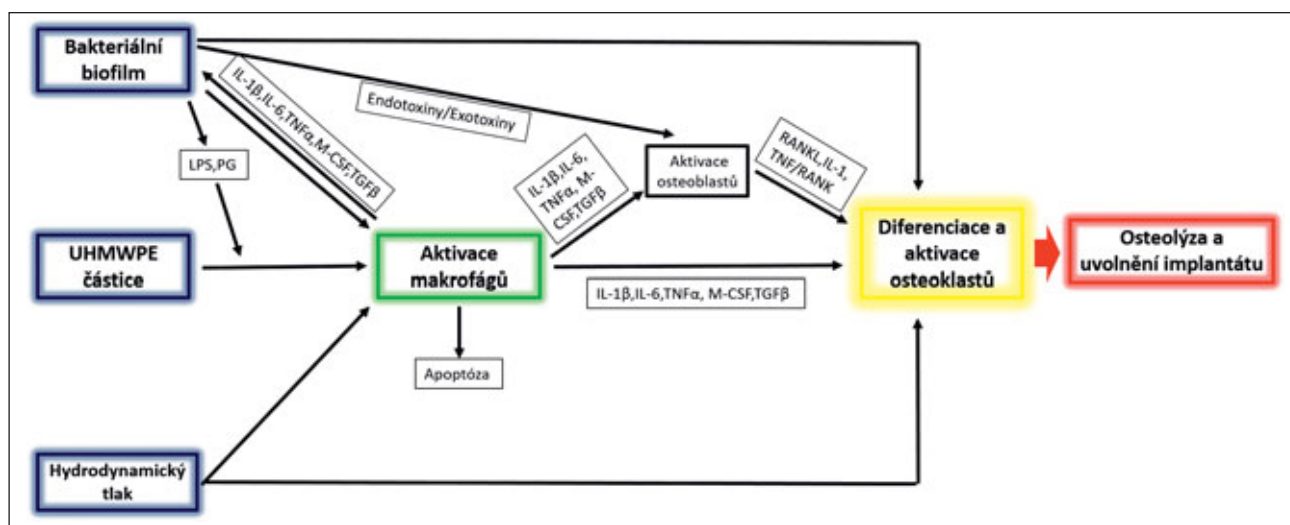 Bakteriální
biofilm
IL-1β,IL-6,TNFα,M-CSF,TGFβ
Endotoxiny/Exotoxiny
LPS,PG
IL-1β,IL-6,
TNFα, M-
CSF,TGFβ
Aktivace
osteoblastů
RANKL,IL-1,
TNF/RANK
UHMWPE
částice
Aktivace
makrofágů
IL-1β,IL-6,TNFα, M-CSF,TGFβ
Diferenciace a
aktivace
osteoklastů
Osteolýza a
uvolnění implantátu
Apoptóza
Hydrodynamický
tlak